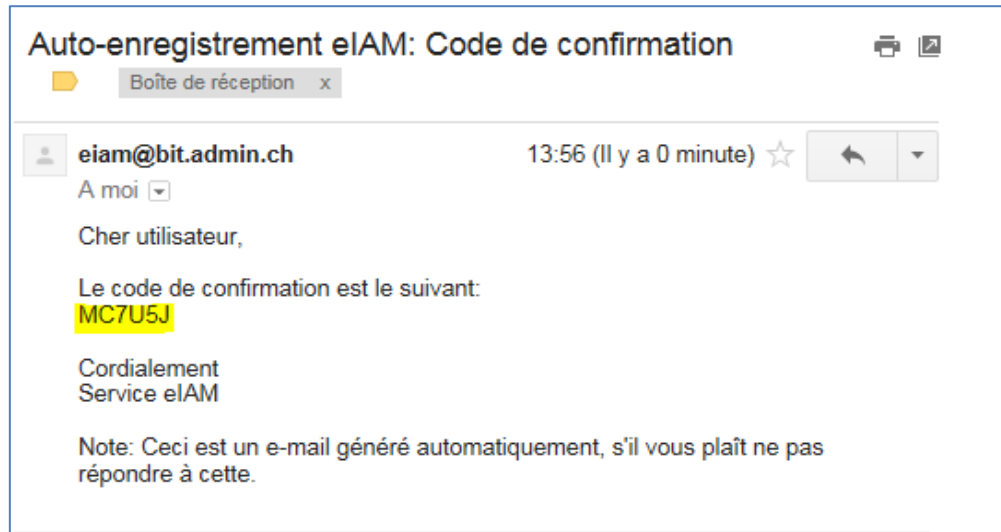 Auto-enregistrement eIAM: Code de confirmation
Boîte de réception x
eiam@bit.admin.ch 13:56 (Il y a 0 minute)
A moi
Cher utilisateur,
Le code de confirmation est le suivant:
MC7U5J
Cordialement
Service eIAM
Note: Ceci est un e-mail généré automatiquement, s'il vous plaît ne pas
répondre à cette.